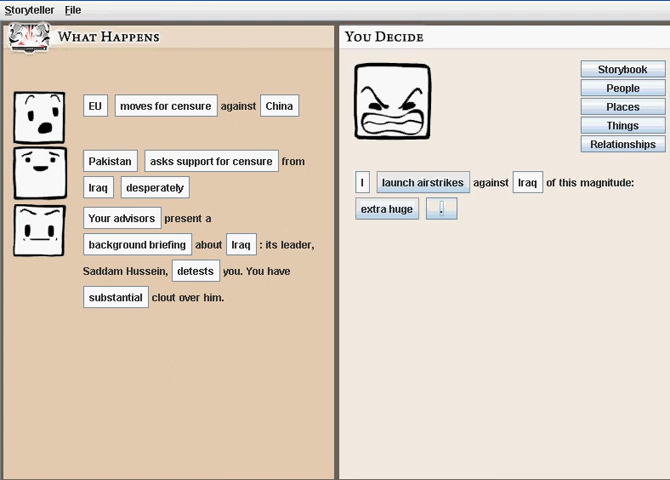 Storyteller File
What Happens
EU moves for censure against China
Pakistan asks support for censure from
Iraq desperately
Your advisors present a
background briefing about Iraq : its leader,
Saddam Hussein, detests you. You have
substantial clout over him.
You Decide
Storybook
People
Places
Things
Relationships
I launch airstrikes against Iraq of this magnitude:
extra huge .